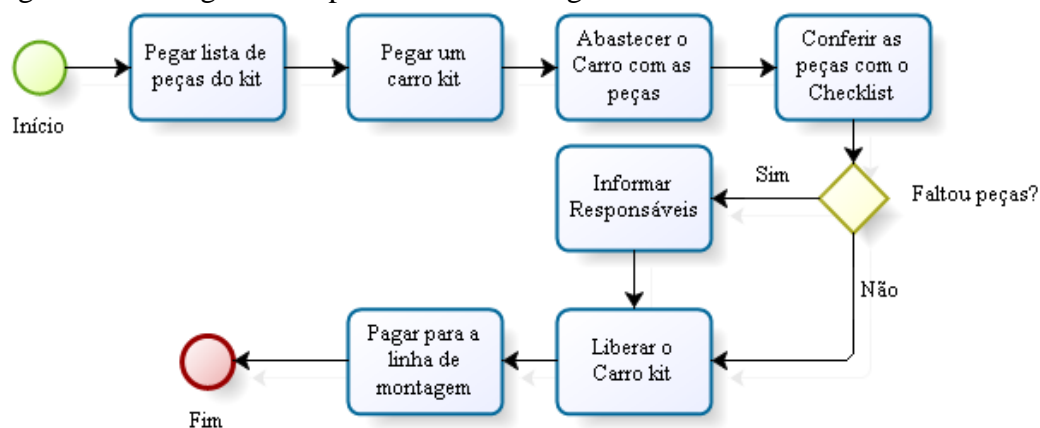 Início
Pegar lista de
peças do kit
Pegar um
carro kit
Abastecer o
Carro com as
peças
Conferir as
peças com o
Checklist
Faltou peças?
Sim
Não
Informar
Responsáveis
Liberar o
Carro kit
Pagar para a
linha de
montagem
Fim